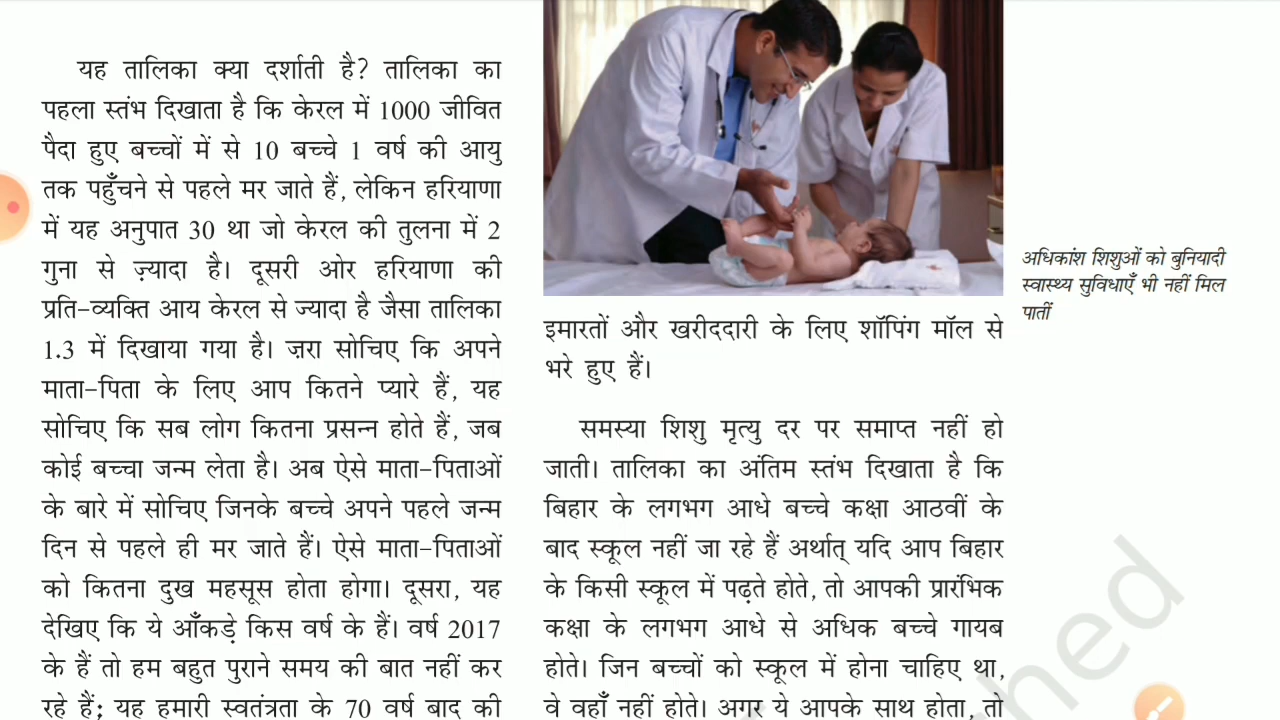 यह तालिका क्या दर्शाती है? तालिका का
पहला स्तंभ दिखाता है कि केरल में 1000 जीवित
पैदा हुए बच्चों में से 10 बच्चे 1 वर्ष की आयु
तक पहुँचने से पहले मर जाते हैं, लेकिन हरियाणा
में यह अनुपात 30 था जो केरल की तुलना में 2
गुना से ज़्यादा है। दूसरी ओर हरियाणा की
प्रति-व्यक्ति आय केरल से ज्यादा है जैसा तालिका
1.3 में दिखाया गया है। ज़रा सोचिए कि अपने
माता-पिता के लिए आप कितने प्यारे हैं, यह
सोचिए कि सब लोग कितना प्रसन्न होते हैं, जब
कोई बच्चा जन्म लेता है। अब ऐसे माता-पिताओं
के बारे में सोचिए जिनके बच्चे अपने पहले जन्म
दिन से पहले ही मर जाते हैं। ऐसे माता-पिताओं
को कितना दुख महसूस होता होगा। दूसरा, यह
देखिए कि ये आँकड़े किस वर्ष के हैं। वर्ष 2017
के हैं तो हम बहुत पुराने समय की बात नहीं कर
रहे हैं; यह हमारी स्वतंत्रता के 70 वर्ष बाद की
इमारतों और खरीददारी के लिए शॉपिंग मॉल से
भरे हुए हैं।
समस्या शिशु मृत्यु दर पर समाप्त नहीं हो
जाती। तालिका का अंतिम स्तंभ दिखाता है कि
बिहार के लगभग आधे बच्चे कक्षा आठवीं के
बाद स्कूल नहीं जा रहे हैं अर्थात् यदि आप बिहार
के किसी स्कूल में पढ़ते होते, तो आपकी प्रारंभिक
कक्षा के लगभग आधे से अधिक बच्चे गायब
होते। जिन बच्चों को स्कूल में होना चाहिए था,
वे वहाँ नहीं होते। अगर ये आपके साथ होता, तो
अधिकांश शिशुओं को बुनियादी
स्वास्थ्य सुविधाएँ भी नहीं मिल
पातीं
hed